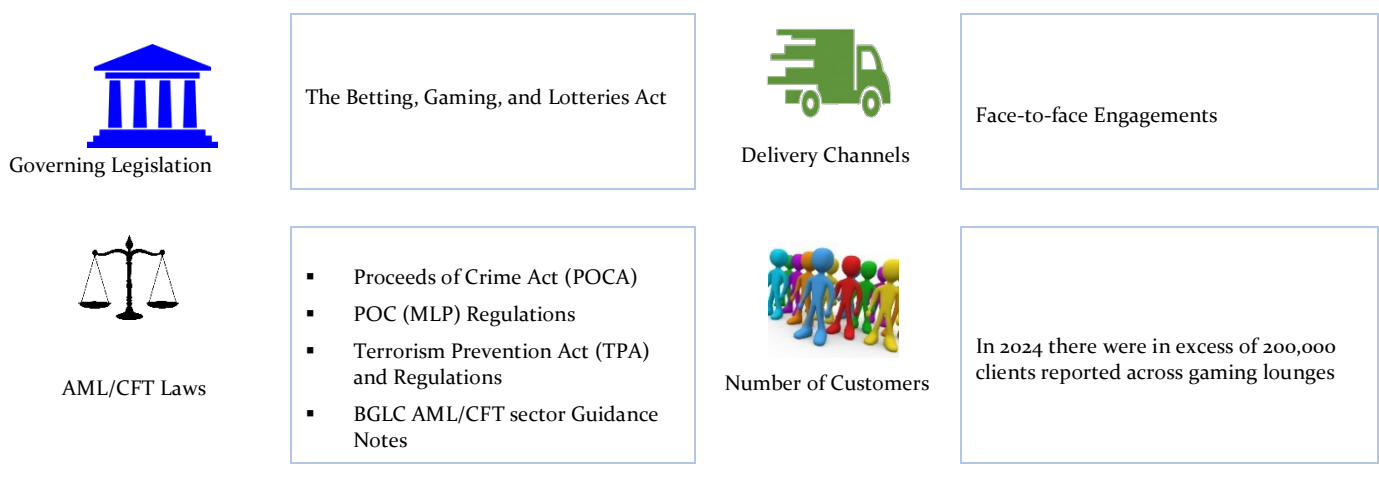 Governing Legislation
The Betting, Gaming, and Lotteries Act
Delivery Channels
Face-to-face Engagements
AML/CFT Laws
▪ Proceeds of Crime Act (POCA)
▪ POC (MLP) Regulations
▪ Terrorism Prevention Act (TPA)
and Regulations
▪ BGLC AML/CFT sector Guidance
Notes
Number of Customers
In 2024 there were in excess of 200,000
clients reported across gaming lounges